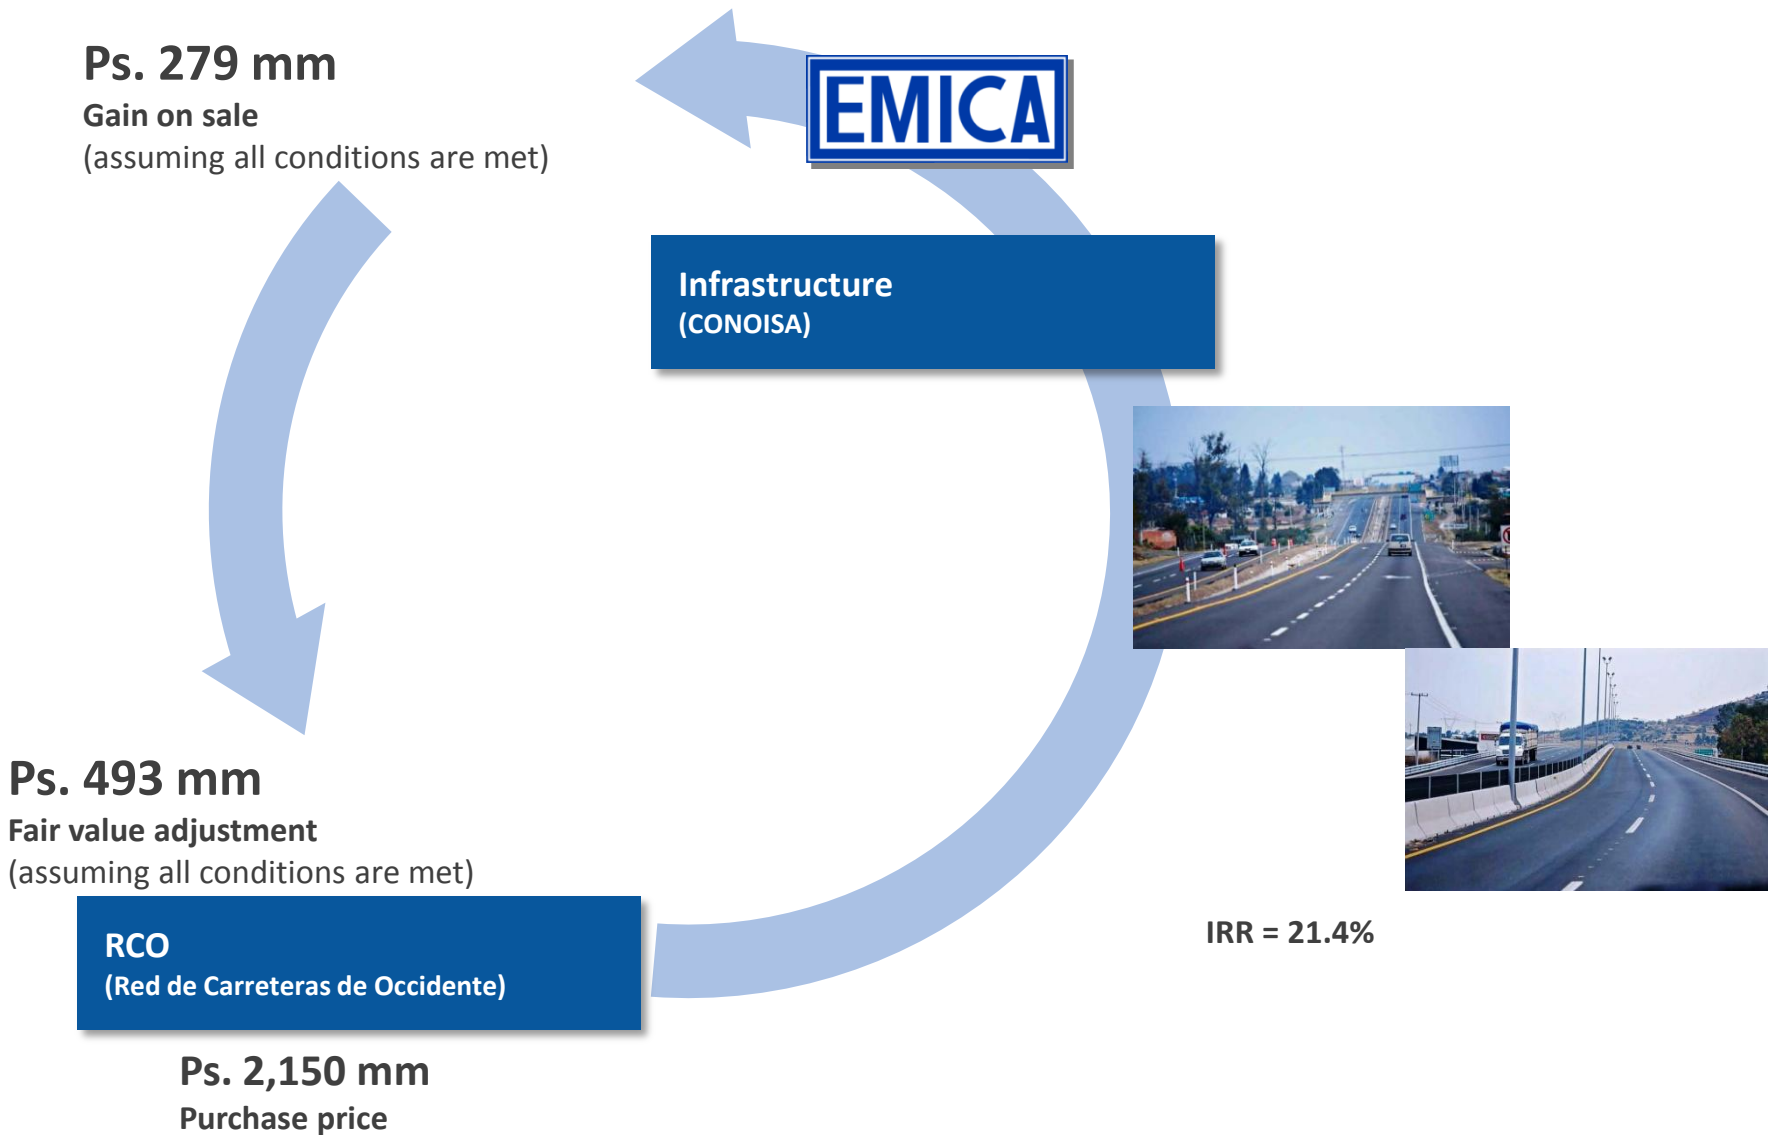 Ps. 279 mm
Gain on sale
(assuming all conditions are met)
EMICA
Infrastructure
(CONOISA)
Ps. 493 mm
Fair value adjustment
(assuming all conditions are met)
RCO
(Red de Carreteras de Occidente)
IRR = 21.4%
Ps. 2,150 mm
Purchase price